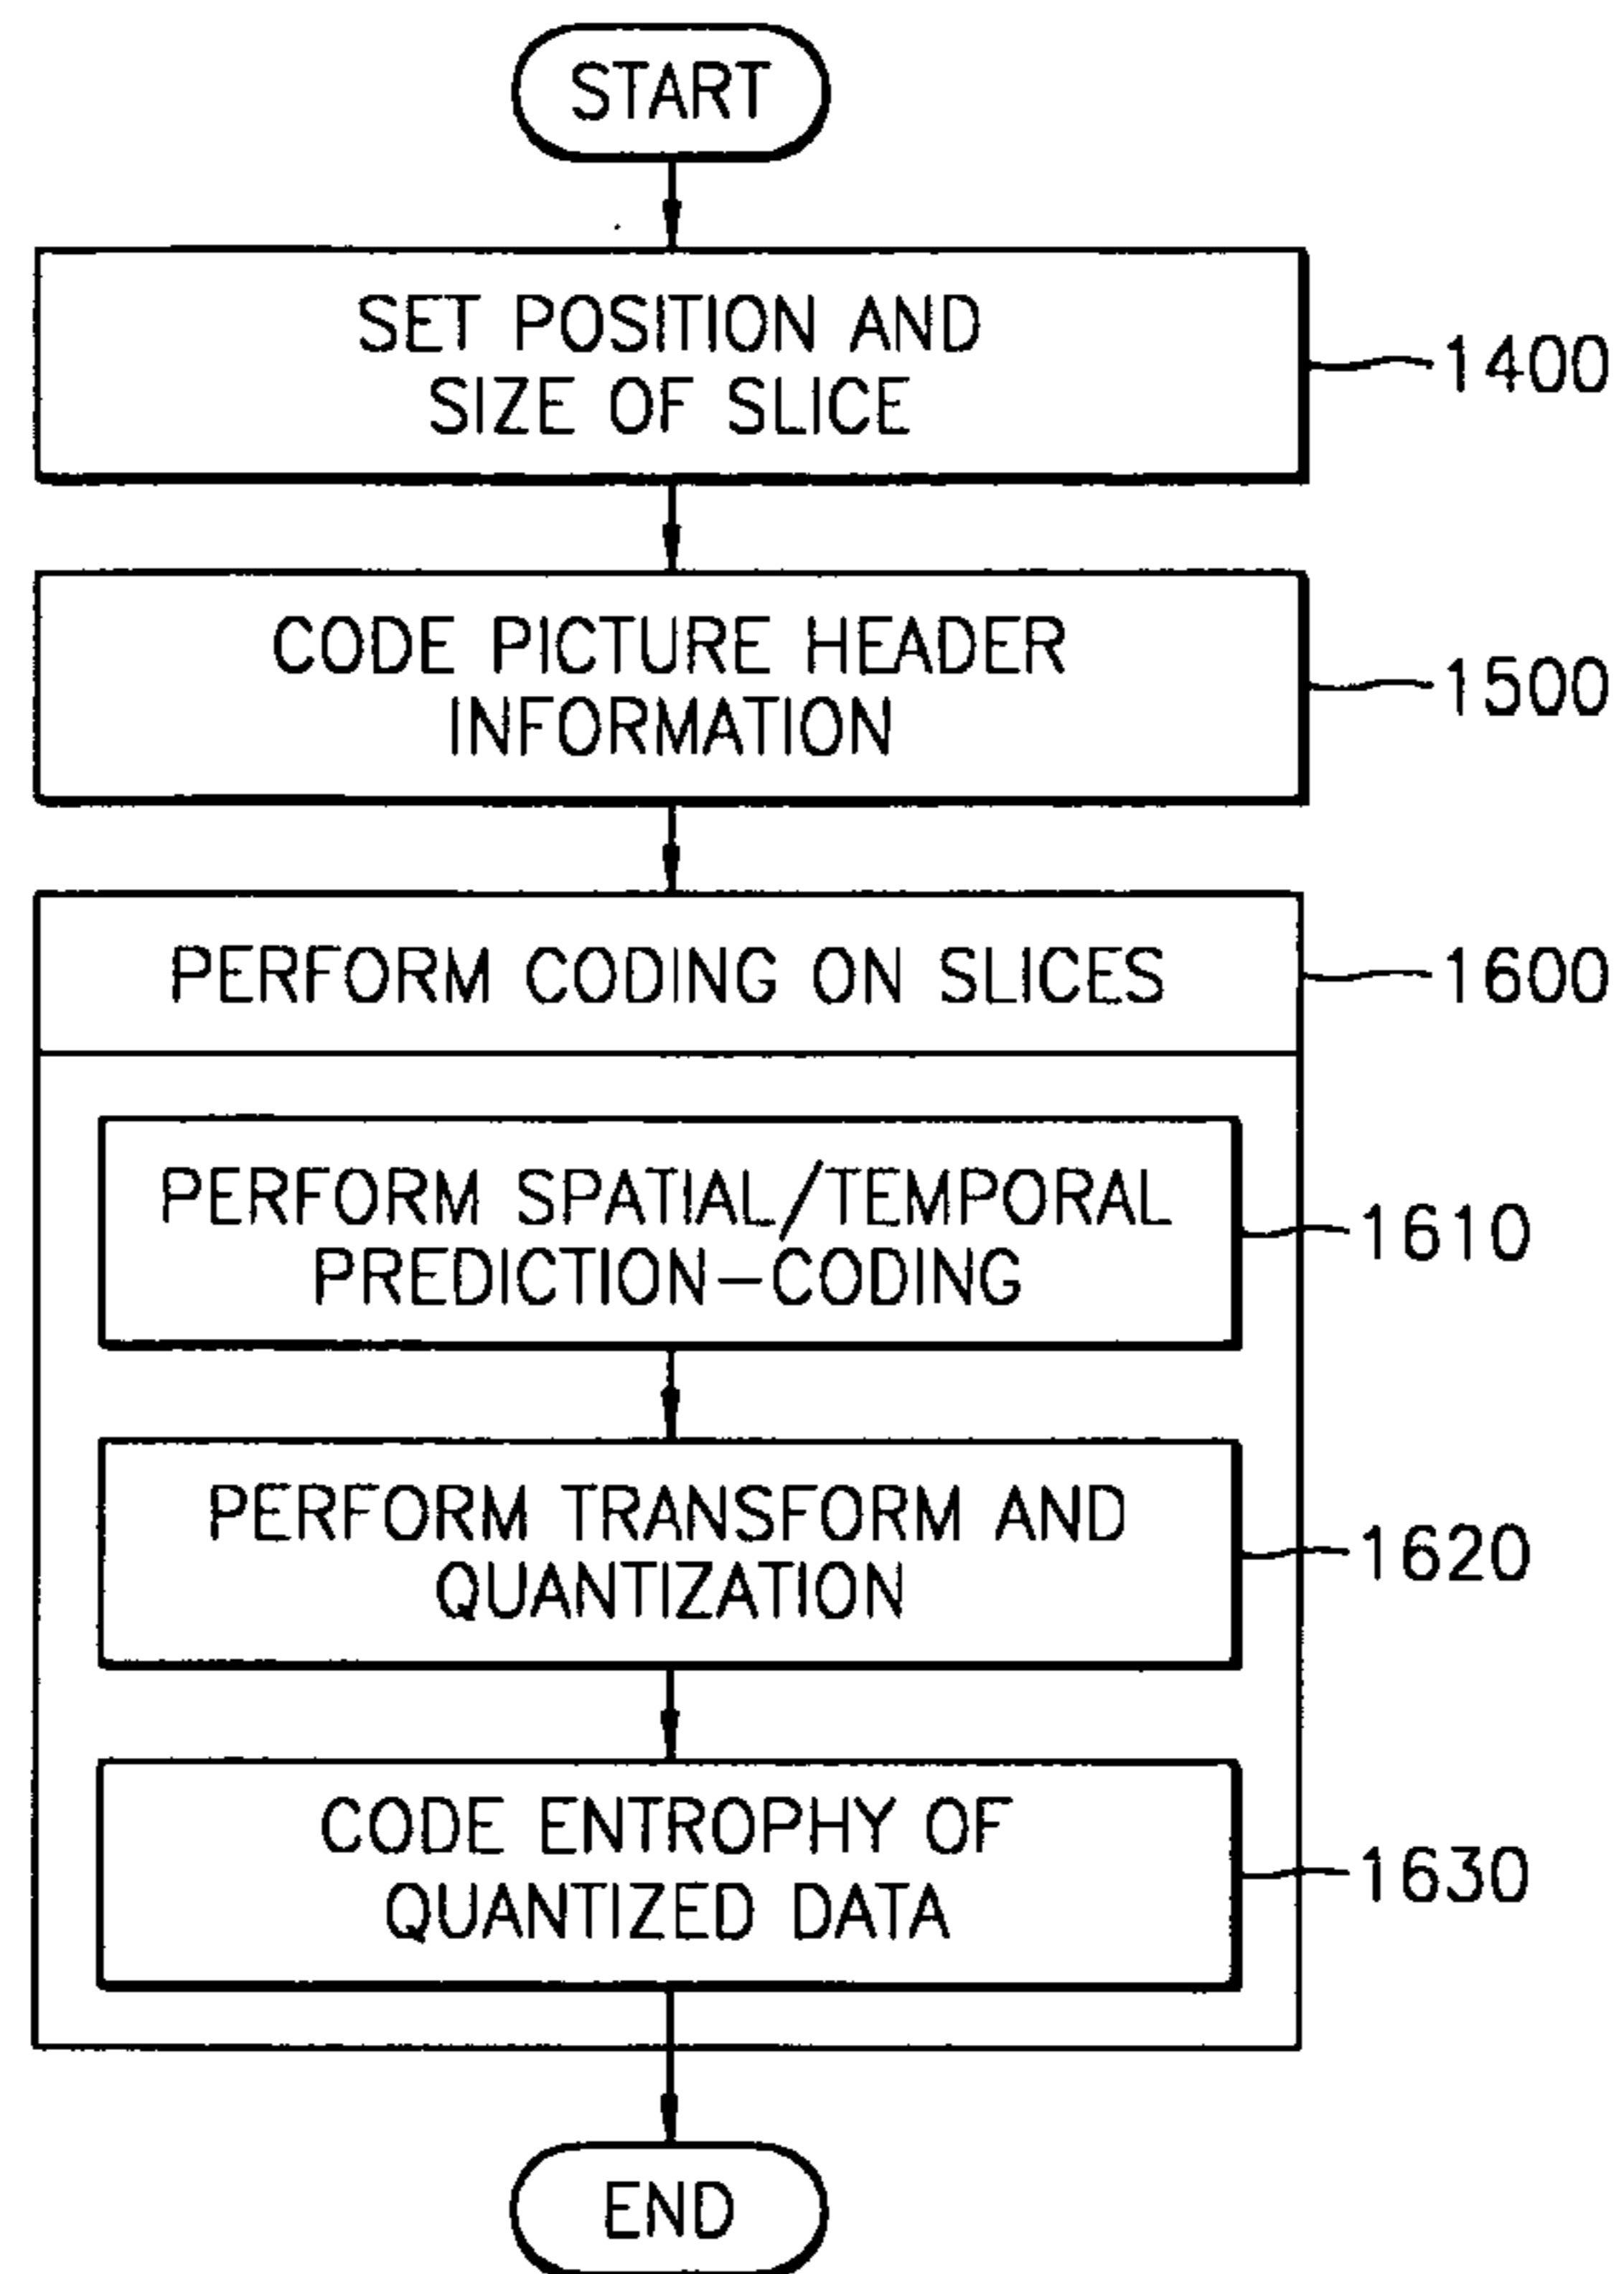 START
SET POSITION AND
SIZE OF SLICE
1400
CODE PICTURE HEADER
INFORMATION
1500
PERFORM CODING ON SLICES
1600
PERFORM SPATIAL/TEMPORAL
PREDICTION-CODING
1610
PERFORM TRANSFORM AND
QUANTIZATION
1620
CODE ENTROPHY OF
QUANTIZED DATA
1630
END